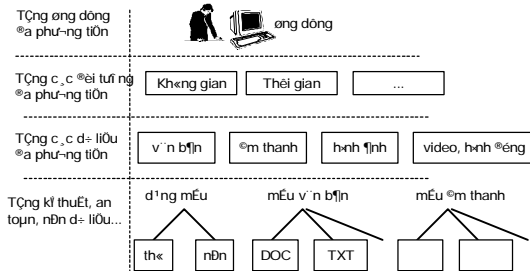 TÇng øng dông
®a ph-¬ng tiÖn
øng dông
TÇng c¸c ®èi tưîng
®a ph-¬ng tiÖn
Kh«ng gian
Thêi gian
...
TÇng c¸c d÷ liÖu
®a ph-¬ng tiÖn
v¨n b¶n
©m thanh
h×nh ¶nh
video, h×nh ®éng
TÇng kÜ thuËt, an
toµn, nÐn d÷ liÖu...
d¹ng mÉu
mÉu v¨n b¶n
mÉu ©m thanh
th«
nÐn
DOC
TXT